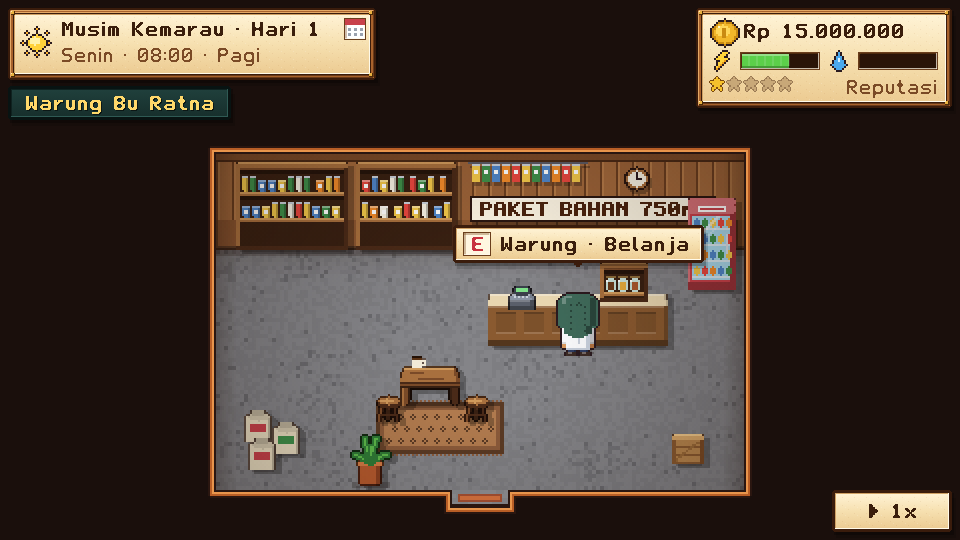 Musim Kemarau · Hari 1
Senin · 08:00 · Pagi
Rp 15.000.000
Reputasi
Warung Bu Ratna
PAKET BAHAN 750r
E Warung · Belanja
1x